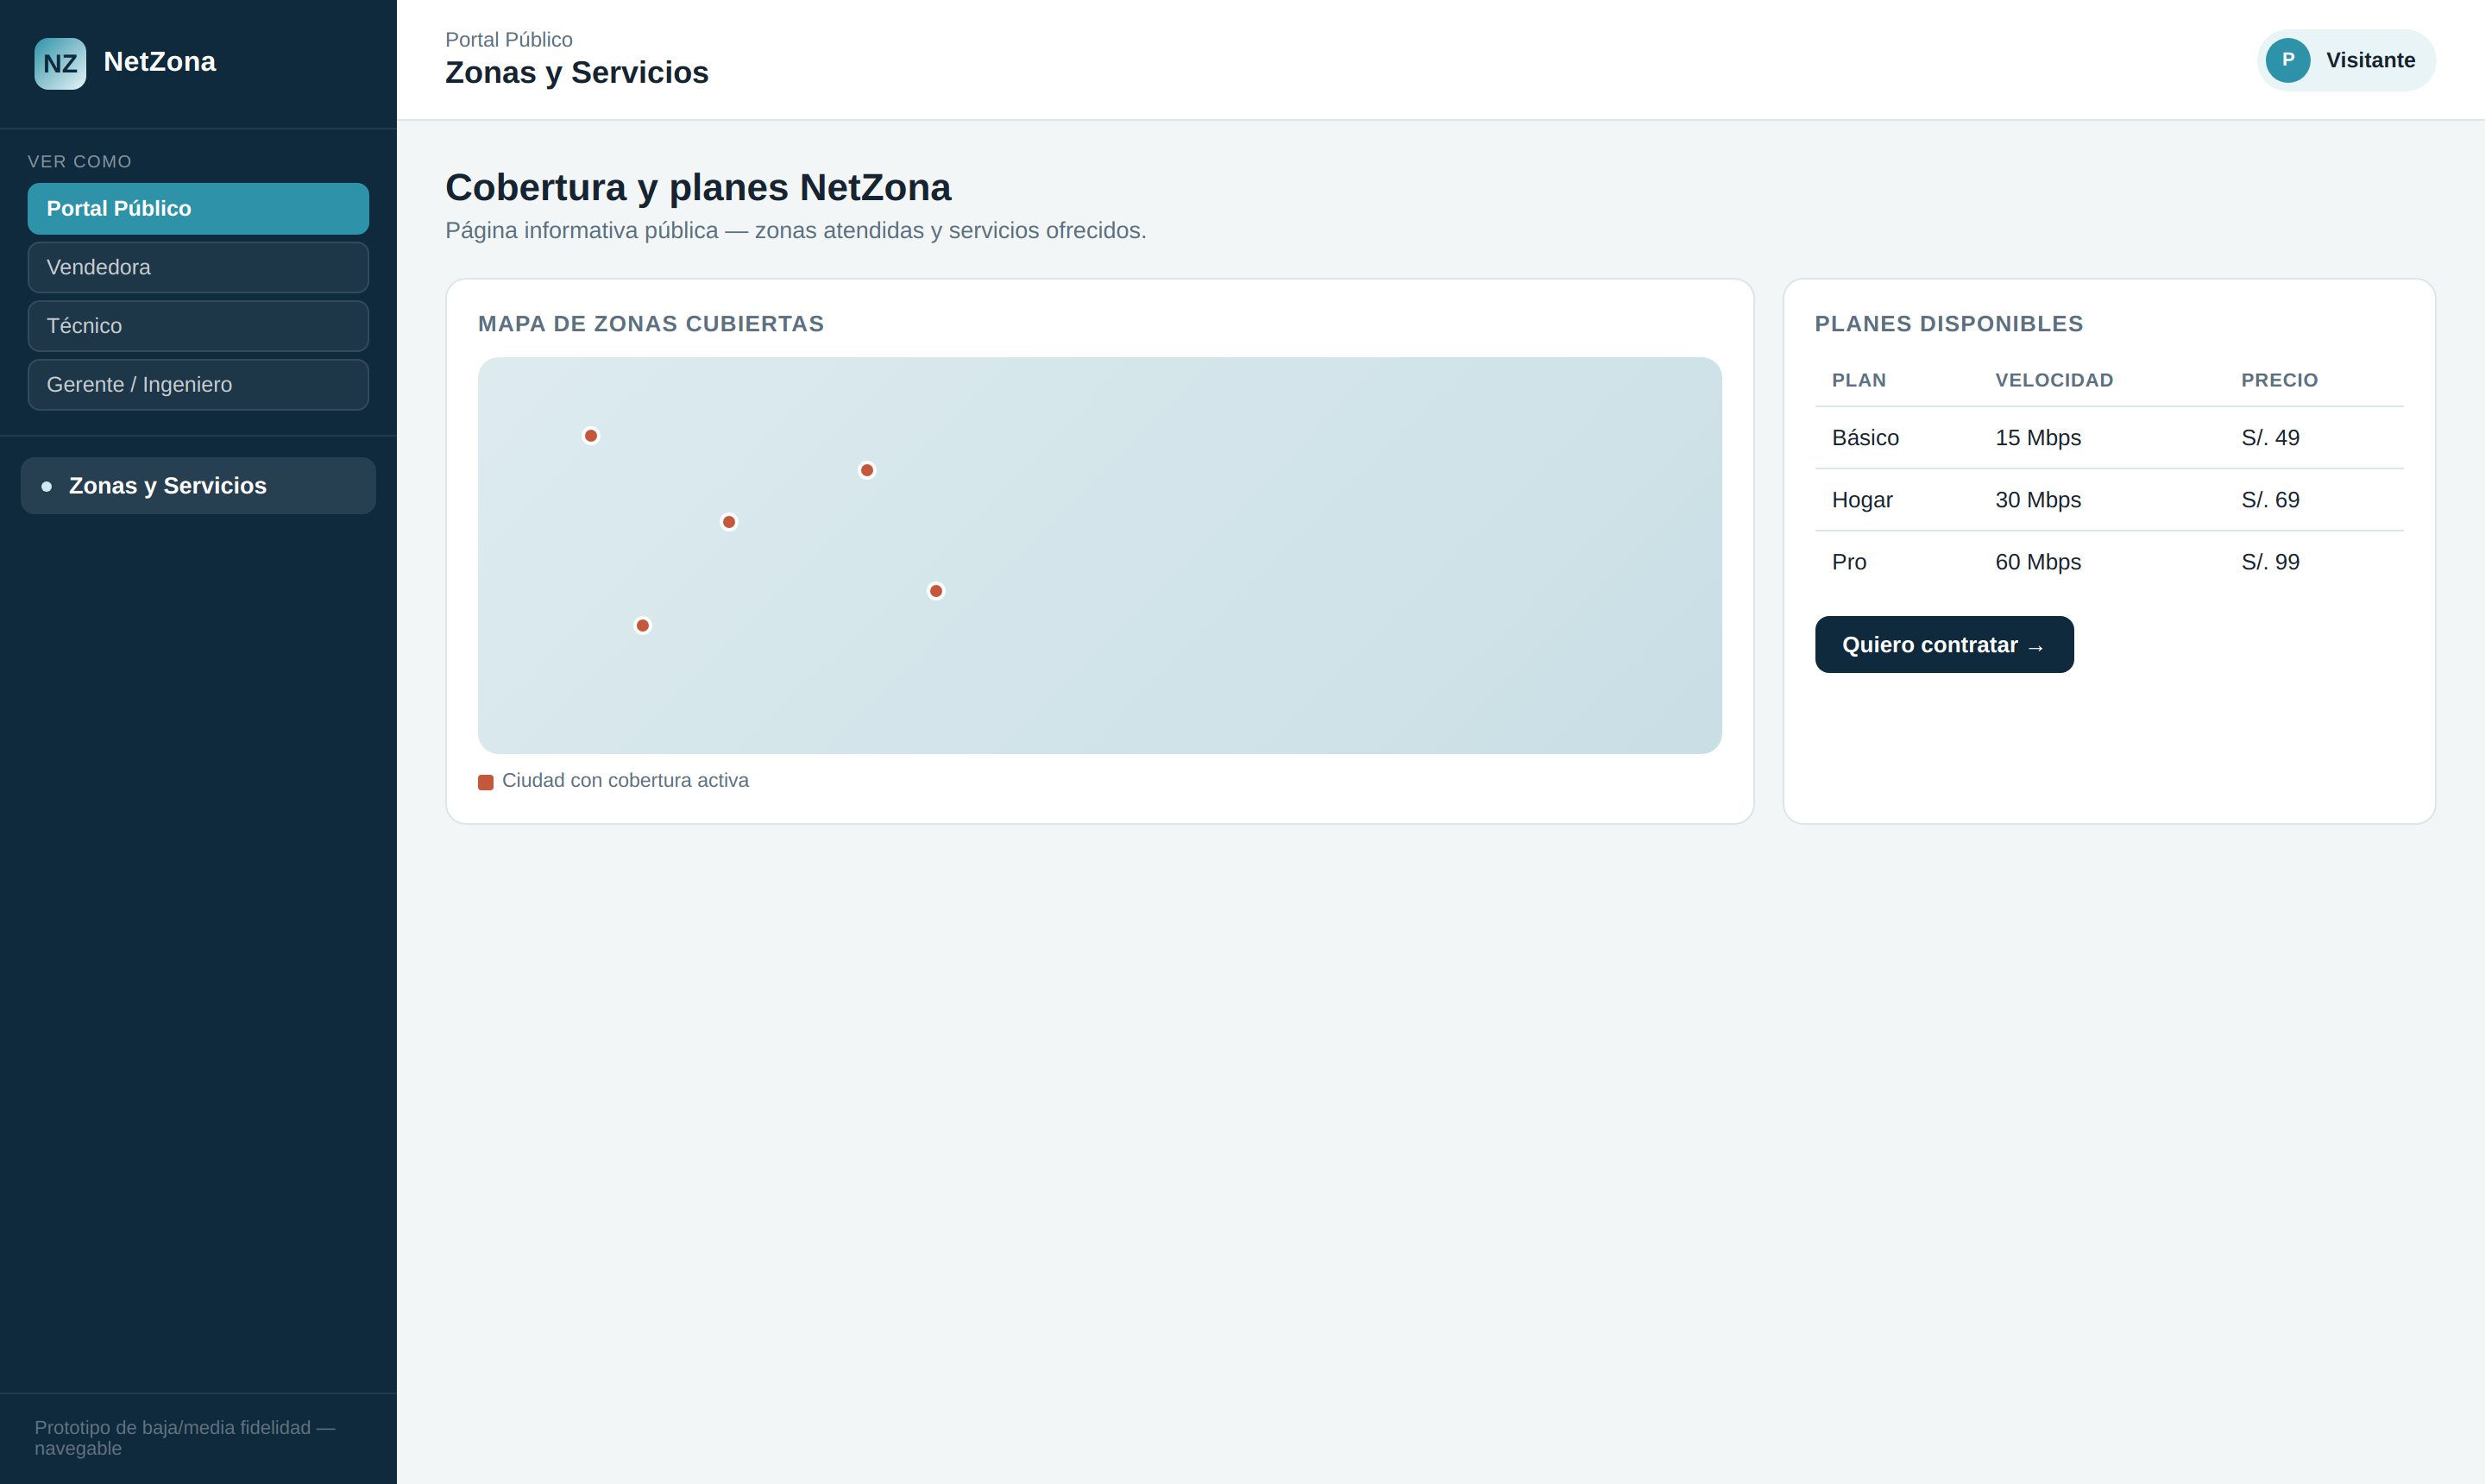 NZ
NetZona
VER COMO
Portal Público
Vendedora
Técnico
Gerente / Ingeniero
Zonas y Servicios
Prototipo de baja/media fidelidad —
navegable
Portal Público
Zonas y Servicios
P
Visitante
Cobertura y planes NetZona
Página informativa pública — zonas atendidas y servicios ofrecidos.
MAPA DE ZONAS CUBIERTAS
Ciudad con cobertura activa
PLANES DISPONIBLES
PLAN VELOCIDAD PRECIO
Básico 15 Mbps S/. 49
Hogar 30 Mbps S/. 69
Pro 60 Mbps S/. 99
Quiero contratar →